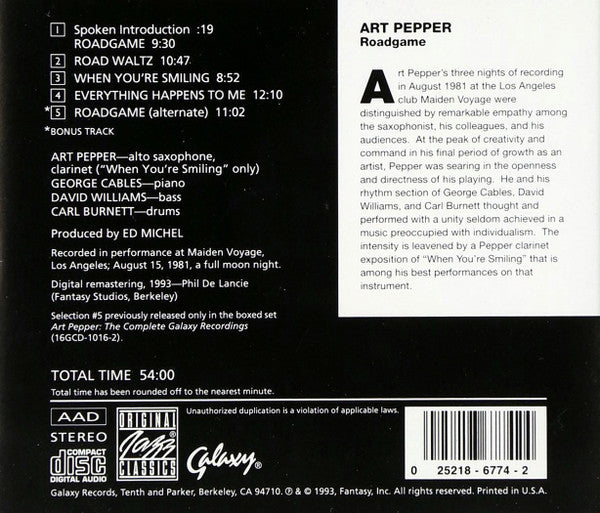 1 Spoken Introduction :19
ROADGAME 9:30
2 ROAD WALTZ 10:47
3 WHEN YOU'RE SMILING 8:52
4 EVERYTHING HAPPENS TO ME 12:10
*5 ROADGAME (alternate) 11:02
*BONUS TRACK
ART PEPPER—alto saxophone,
clarinet ("When You're Smiling" only)
GEORGE CABLES—piano
DAVID WILLIAMS—bass
CARL BURNETT—drums
Produced by ED MICHEL
Recorded in performance at Maiden Voyage,
Los Angeles; August 15, 1981, a full moon night.
Digital remastering, 1993—Phil De Lancie
(Fantasy Studios, Berkeley)
Selection #5 previously released only in the boxed set
Art Pepper: The Complete Galaxy Recordings
(16GCD-1016-2).
TOTAL TIME 54:00
Total time has been rounded off to the nearest minute.
ART PEPPER
Roadgame
Art Pepper's three nights of recording
in August 1981 at the Los Angeles
club Maiden Voyage were
distinguished by remarkable empathy among
the saxophonist, his colleagues, and his
audiences. At the peak of creativity and
command in his final period of growth as an
artist, Pepper was searing in the openness
and directness of his playing. He and his
rhythm section of George Cables, David
Williams, and Carl Burnett thought and
performed with a unity seldom achieved in a
music preoccupied with individualism. The
intensity is leavened by a Pepper clarinet
exposition of "When You're Smiling" that is
among his best performances on that
instrument.
AAD
STEREO
COMPACT
disc
DIGITAL AUDIO
ORIGINAL
Jazz
CLASSICS
Unauthorized duplication is a violation of applicable laws.
Galaxy®
0 25218-6774-2
Galaxy Records, Tenth and Parker, Berkeley, CA 94710. ℗ & © 1993, Fantasy, Inc. All rights reserved. Printed in U.S.A.